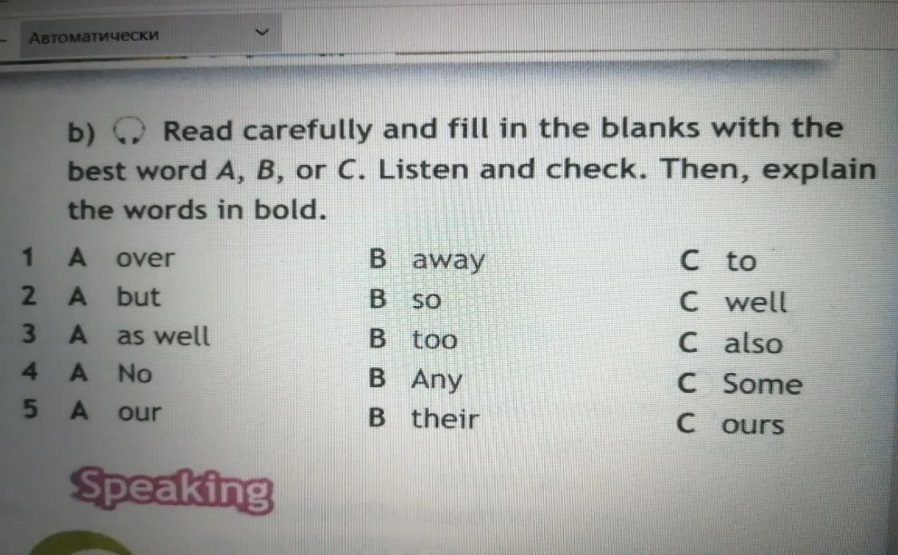 Автоматически
b) Read carefully and fill in the blanks with the
best word A, B, or C. Listen and check. Then, explain
the words in bold.
1 A over B away C to
2 A but B so C well
3 A as well B too C also
4 A No B Any C Some
5 A our B their C ours
Speaking